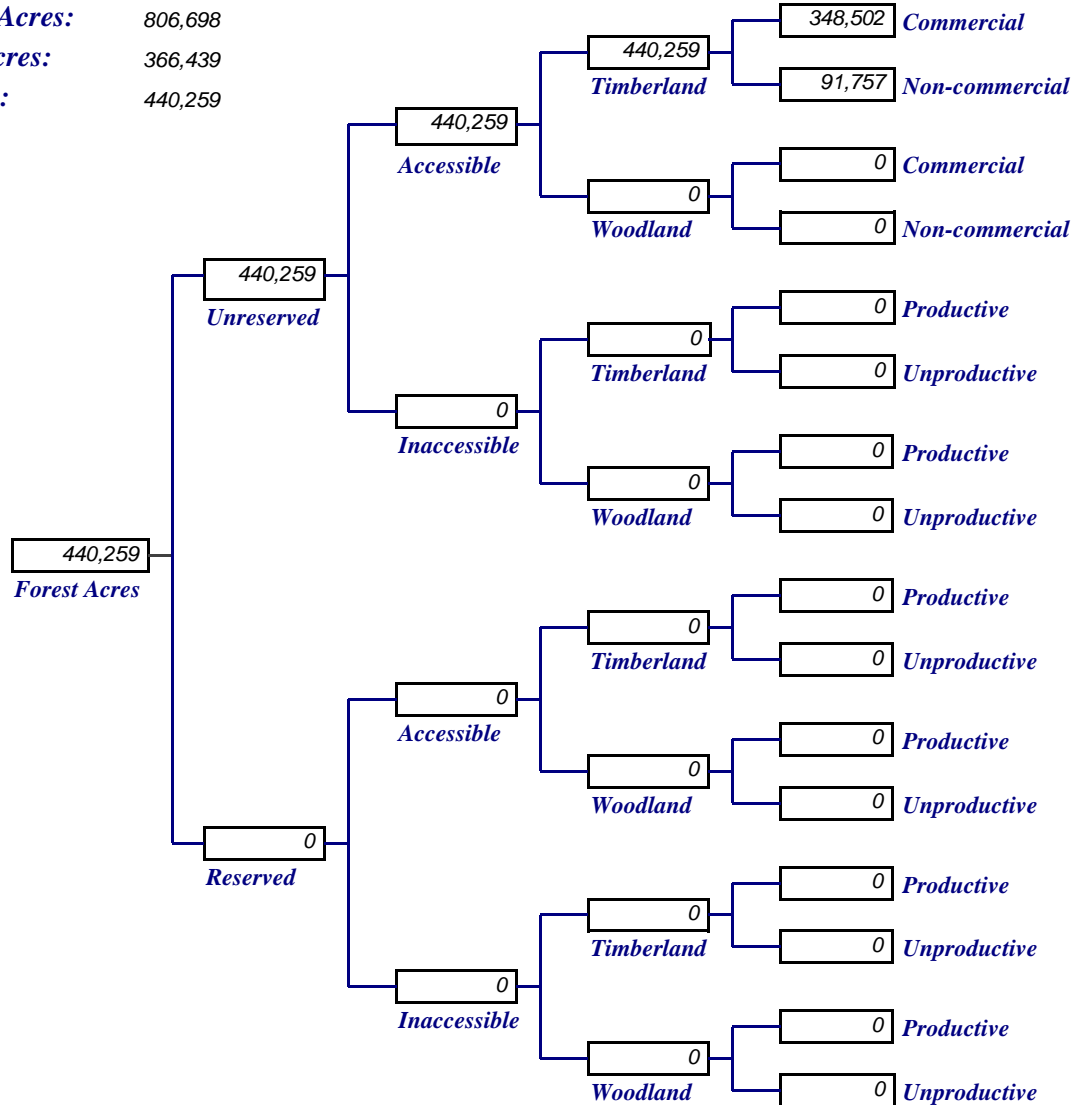 Acres: 806,698
cres: 366,439
: 440,259
348,502 Commercial
440,259
Timberland
91,757 Non-commercial
440,259
Accessible
0 Commercial
0
Woodland
0 Non-commercial
440,259
Unreserved
0 Productive
0
Timberland
0 Unproductive
0
Inaccessible
0 Productive
0
Woodland
0 Unproductive
440,259
Forest Acres
0 Productive
0
Timberland
0 Unproductive
0
Accessible
0 Productive
0
Woodland
0 Unproductive
0
Reserved
0 Productive
0
Timberland
0 Unproductive
0
Inaccessible
0 Productive
0
Woodland
0 Unproductive